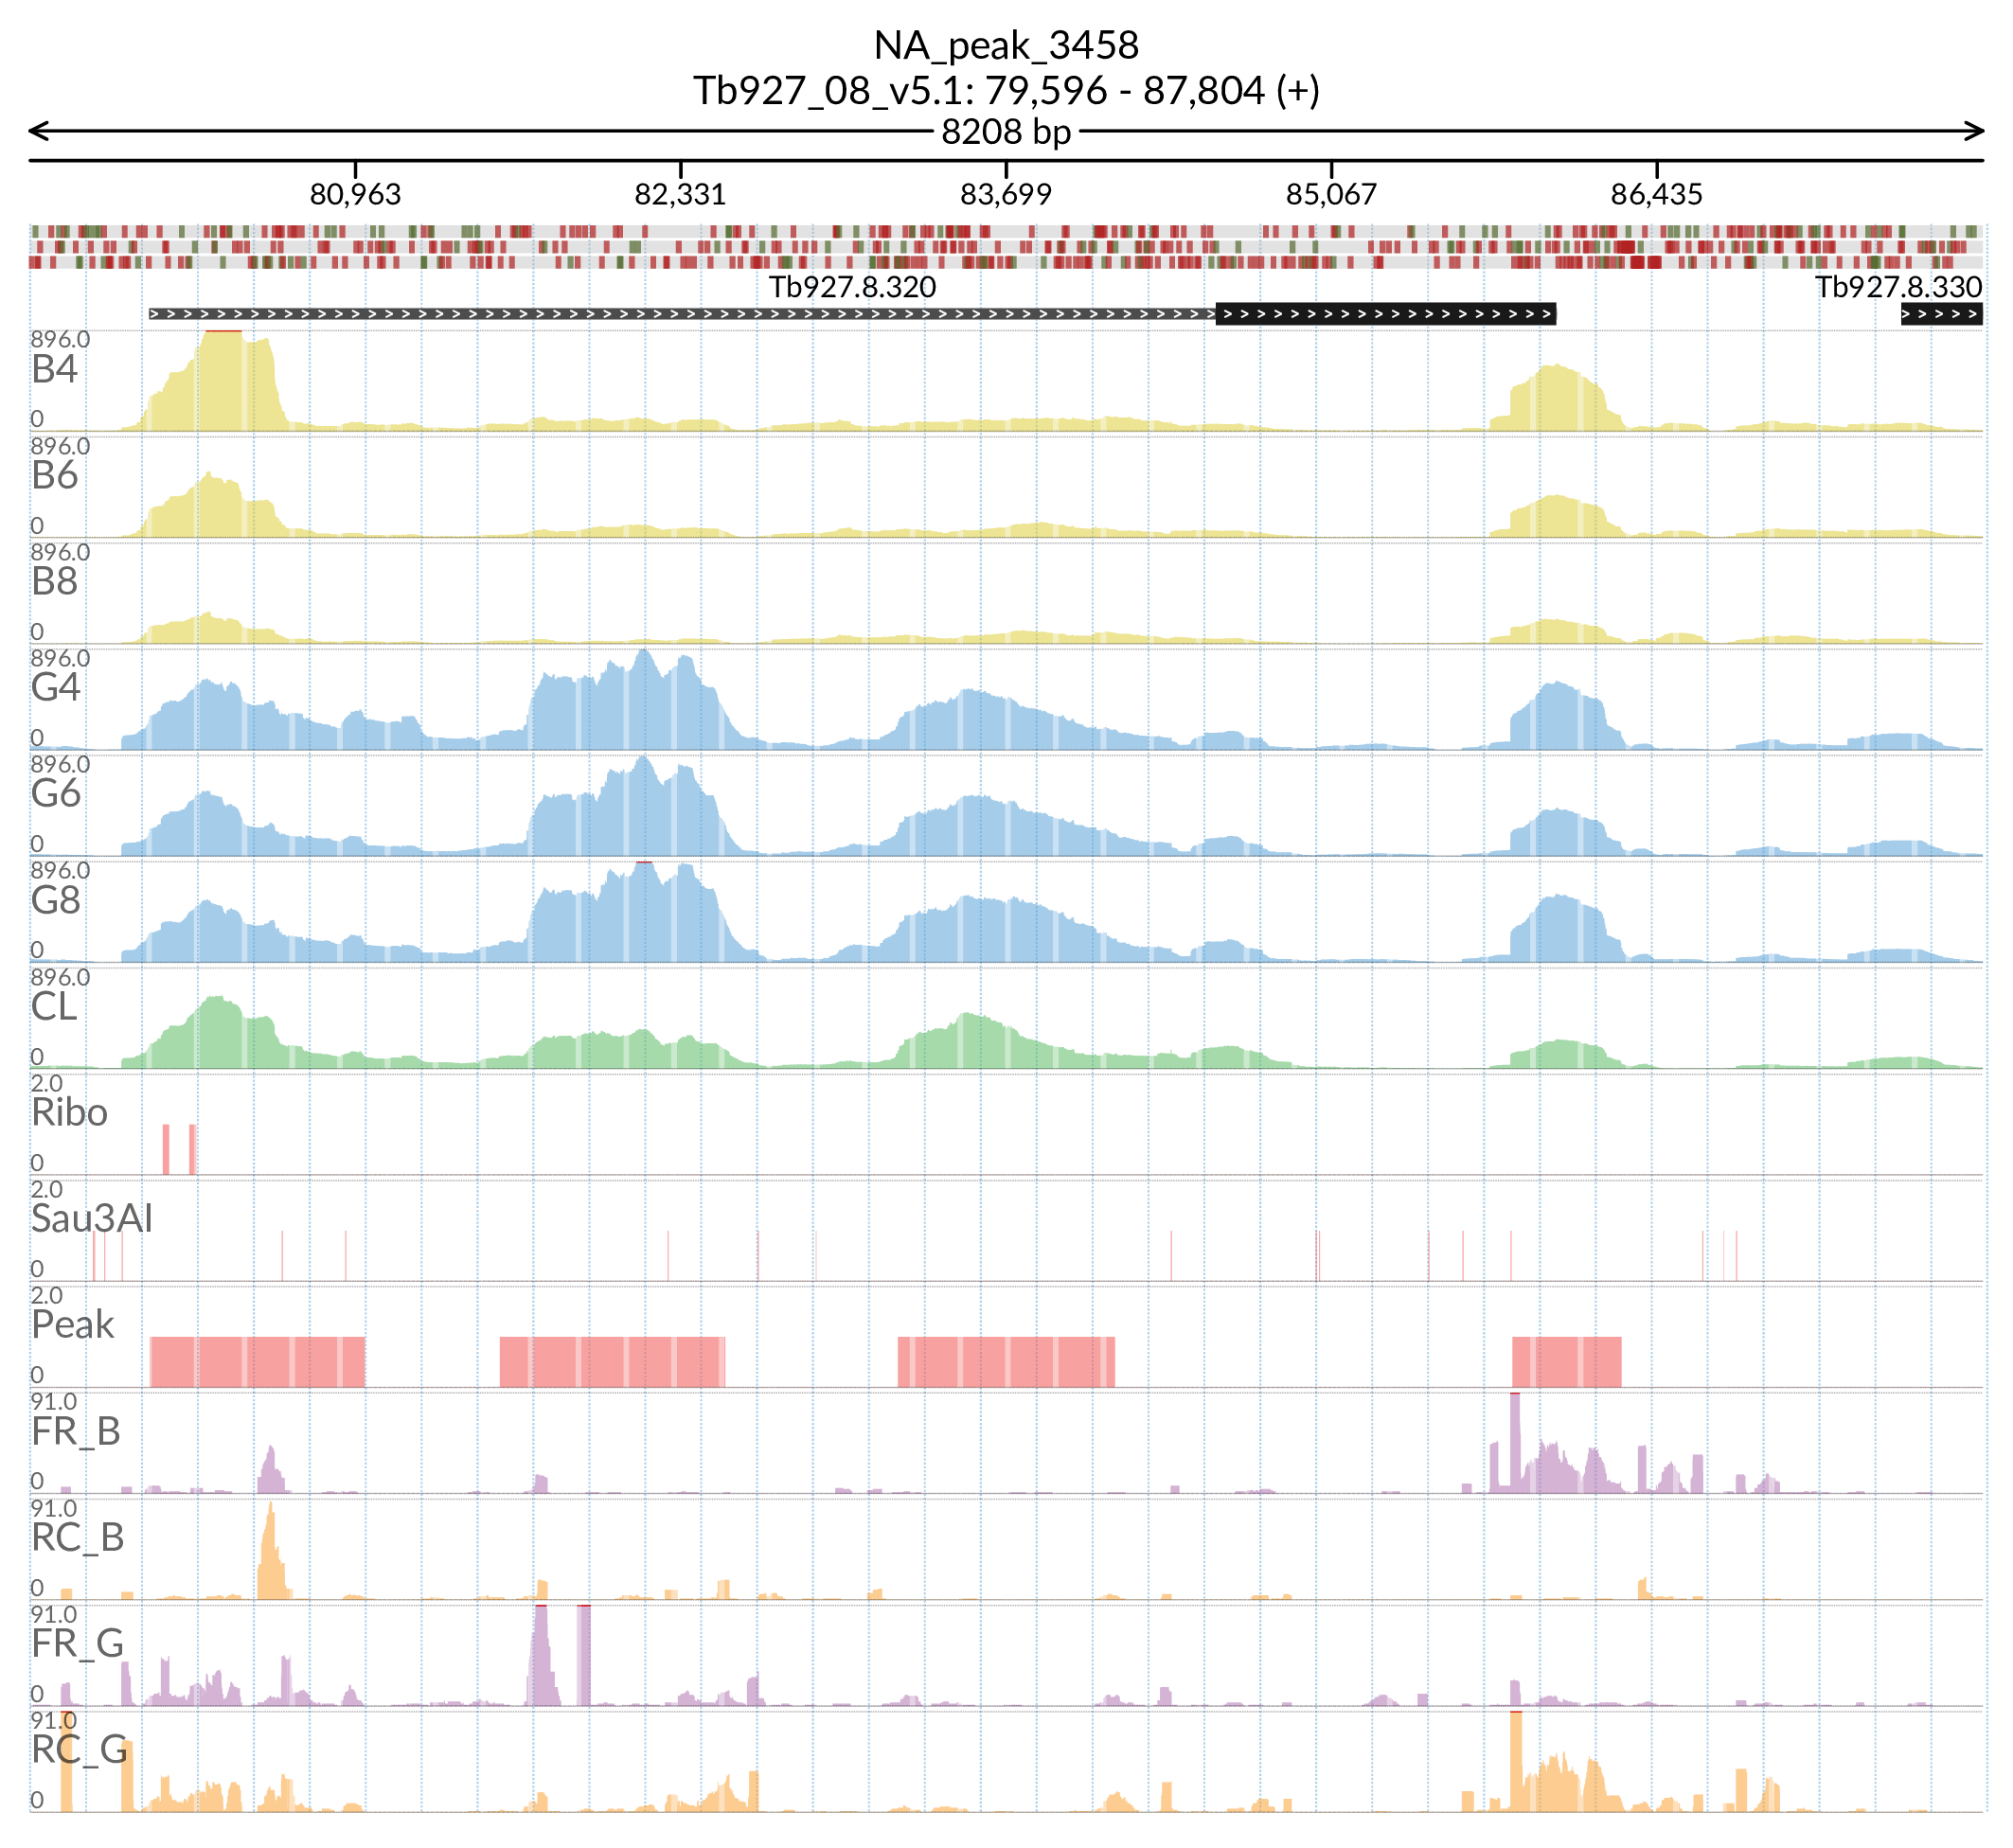 NA_peak_3458
Tb927_08_v5.1: 79,596 - 87,804 (+)
8208 bp
80,963 82,331 83,699 85,067 86,435
Tb927.8.320 Tb927.8.330
896.0
B4
0
896.0
B6
0
896.0
B8
0
896.0
G4
0
896.0
G6
0
896.0
G8
0
896.0
CL
0
2.0
Ribo
0
2.0
Sau3AI
0
2.0
Peak
0
91.0
FR_B
0
91.0
RC_B
0
91.0
FR_G
0
91.0
RC_G
0